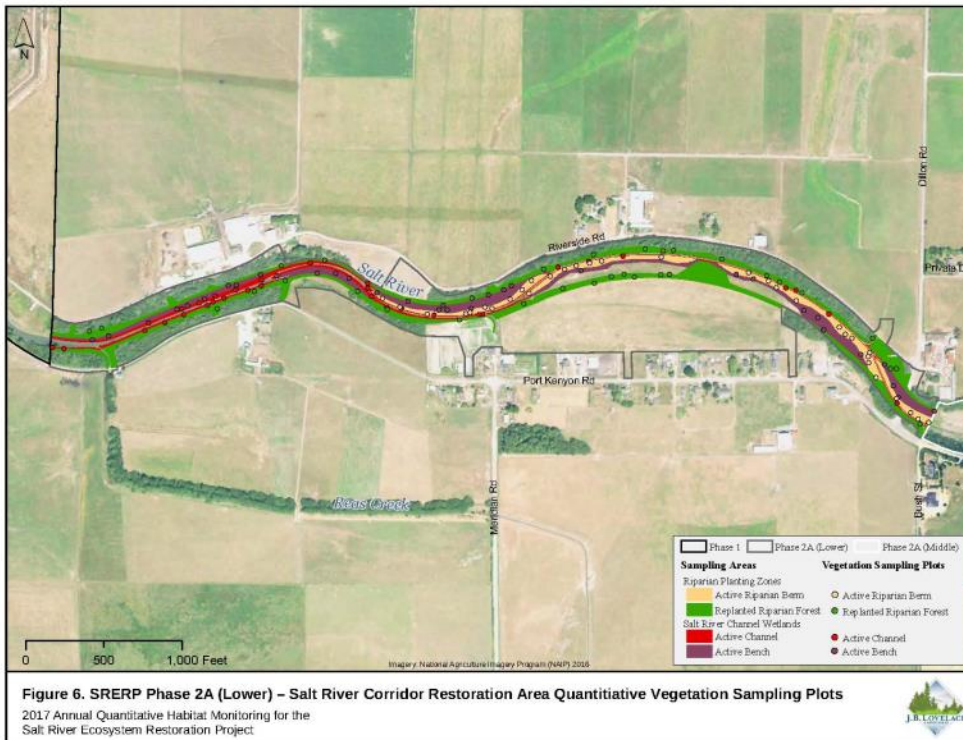 N
Dillon Rd
Riverside Rd
Salt River
Port Kenyon Rd
Meridian Rd
Reas Creek
Dush St
Phase 1 Phase 2A (Lower) Phase 2A (Middle)
Sampling Areas Vegetation Sampling Plots
Riparian Planting Zones
Active Riparian Berm Active Riparian Berm
Replanted Riparian Forest Replanted Riparian Forest
Salt River Channel Wetlands
Active Channel Active Channel
Active Bench Active Bench
0 500 1,000 Feet
Imagery: National Agriculture Imagery Program (NAIP) 2016
Figure 6. SRERP Phase 2A (Lower) – Salt River Corridor Restoration Area Quantitiative Vegetation Sampling Plots
2017 Annual Quantitative Habitat Monitoring for the
Salt River Ecosystem Restoration Project
J.B. LOVELACE